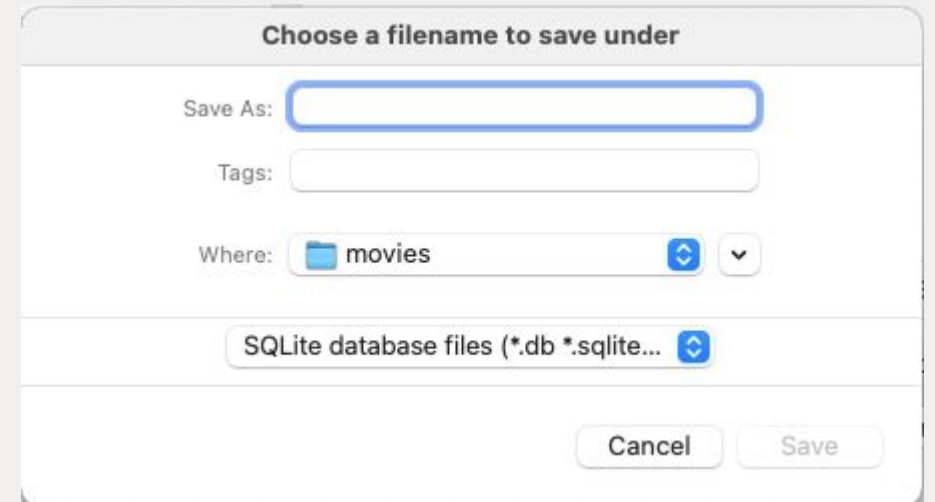 Choose a filename to save under
Save As:
Tags:
Where: movies
SQLite database files (*.db *.sqlite...
Cancel Save